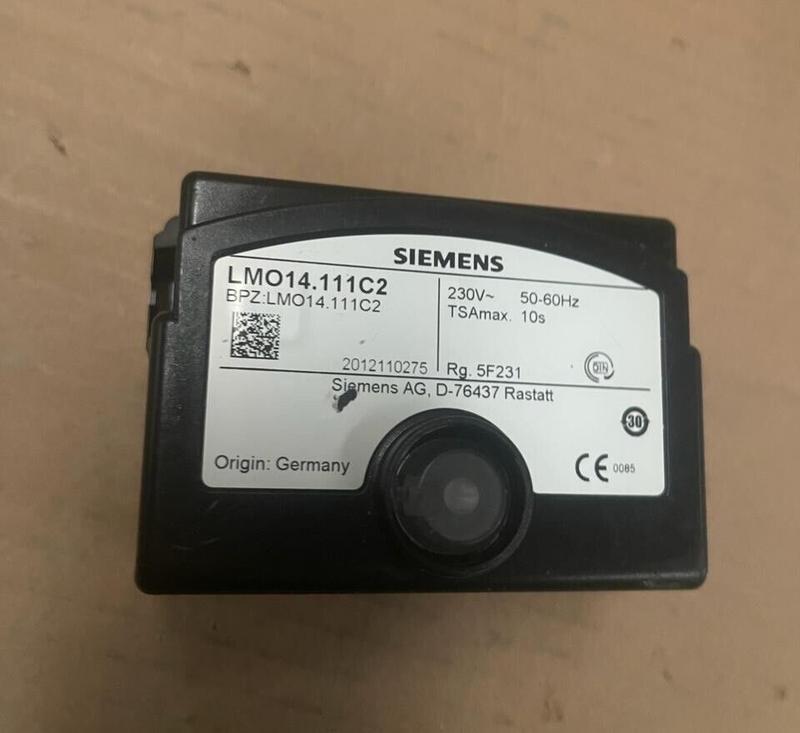 SIEMENS
LMO14.111C2
BPZ:LMO14.111C2
230V~ 50-60Hz
TSAmax. 10s
2012110275
Rg. 5F231
DIN
Siemens AG, D-76437 Rastatt
30
Origin: Germany
CE 0085